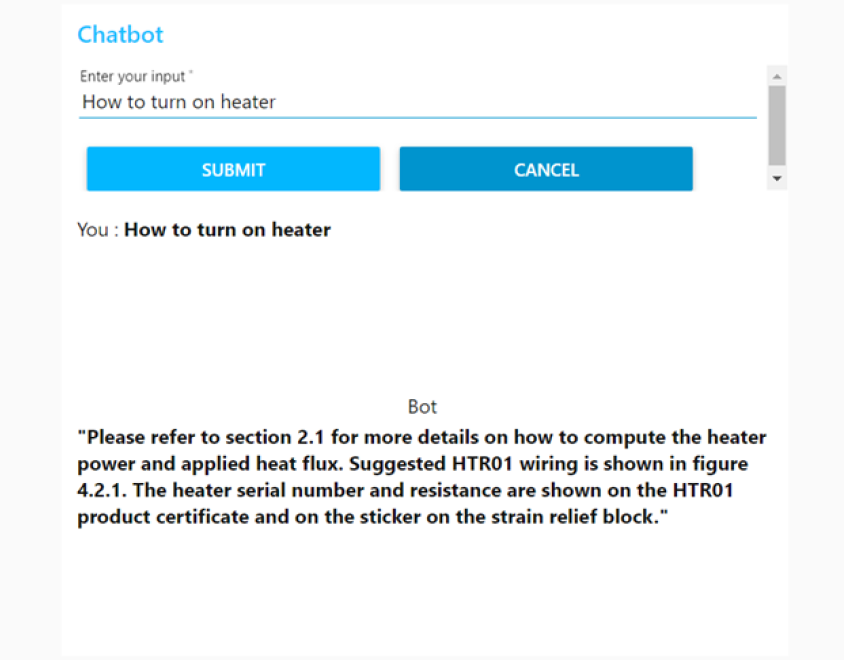 Chatbot
Enter your input *
How to turn on heater
SUBMIT CANCEL
You : How to turn on heater
Bot
"Please refer to section 2.1 for more details on how to compute the heater
power and applied heat flux. Suggested HTR01 wiring is shown in figure
4.2.1. The heater serial number and resistance are shown on the HTR01
product certificate and on the sticker on the strain relief block."